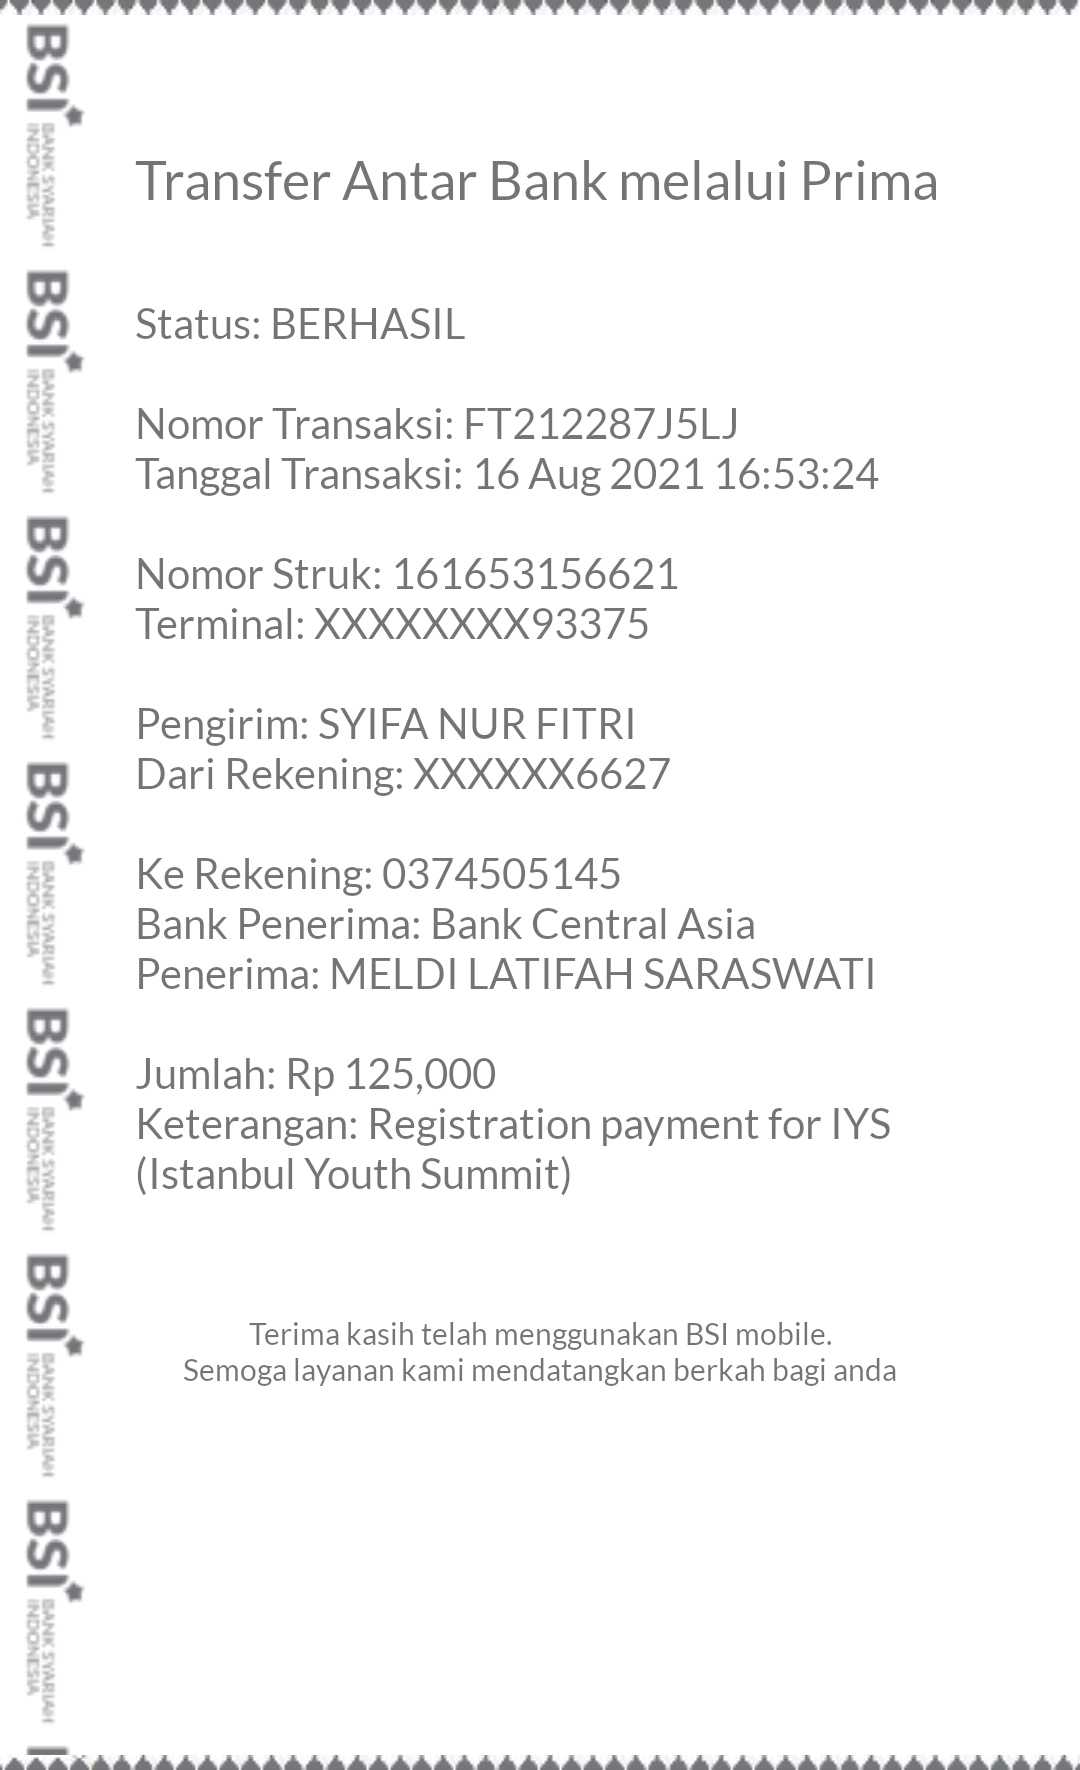 BSI
BANK SYARIAH
INDONESIA
BSI
BANK SYARIAH
INDONESIA
BSI
BANK SYARIAH
INDONESIA
BSI
BANK SYARIAH
INDONESIA
BSI
BANK SYARIAH
INDONESIA
BSI
BANK SYARIAH
INDONESIA
BSI
BANK SYARIAH
INDONESIA
Transfer Antar Bank melalui Prima
Status: BERHASIL
Nomor Transaksi: FT212287J5LJ
Tanggal Transaksi: 16 Aug 2021 16:53:24
Nomor Struk: 161653156621
Terminal: XXXXXXXX93375
Pengirim: SYIFA NUR FITRI
Dari Rekening: XXXXXX6627
Ke Rekening: 0374505145
Bank Penerima: Bank Central Asia
Penerima: MELDI LATIFAH SARASWATI
Jumlah: Rp 125,000
Keterangan: Registration payment for IYS
(Istanbul Youth Summit)
Terima kasih telah menggunakan BSI mobile.
Semoga layanan kami mendatangkan berkah bagi anda